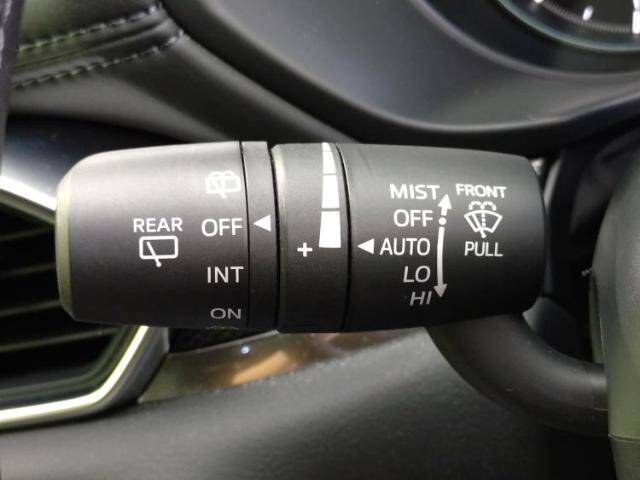 REAR
OFF
INT
ON
+
MIST
OFF
AUTO
LO
HI
FRONT
PULL